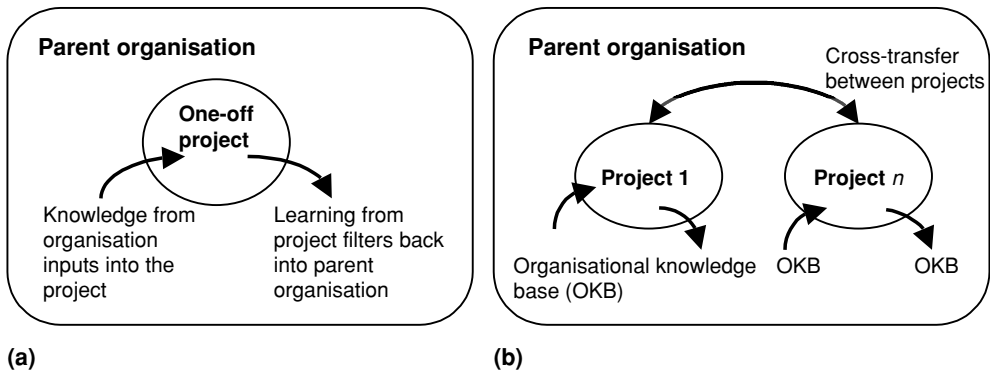 Parent organisation
One-off
project
Knowledge from
organisation
inputs into the
project
Learning from
project filters back
into parent
organisation
(a)
Parent organisation
Cross-transfer
between projects
Project 1
Project n
Organisational knowledge
base (OKB)
OKB
OKB
(b)